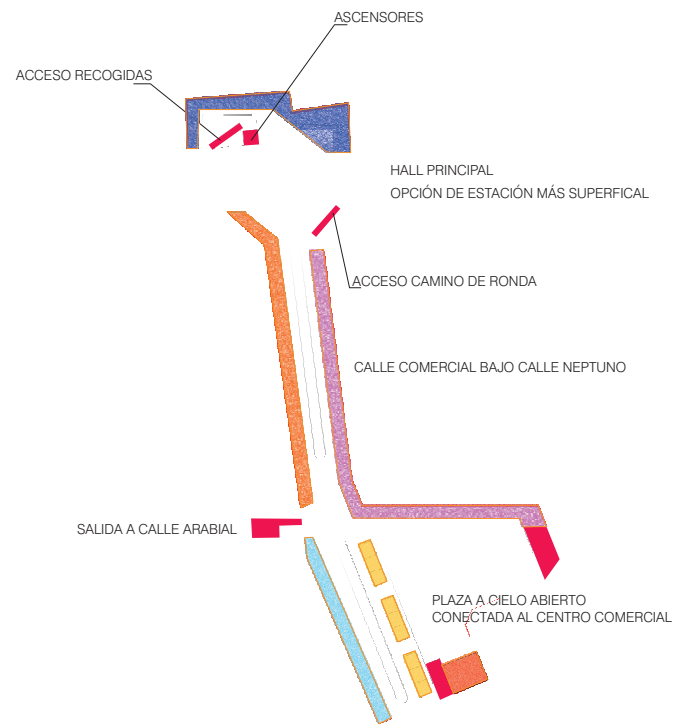 ASCENSORES
ACCESO RECOGIDAS
HALL PRINCIPAL
OPCIÓN DE ESTACIÓN MÁS SUPERFICAL
ACCESO CAMINO DE RONDA
CALLE COMERCIAL BAJO CALLE NEPTUNO
SALIDA A CALLE ARABIAL
PLAZA A CIELO ABIERTO
CONECTADA AL CENTRO COMERCIAL